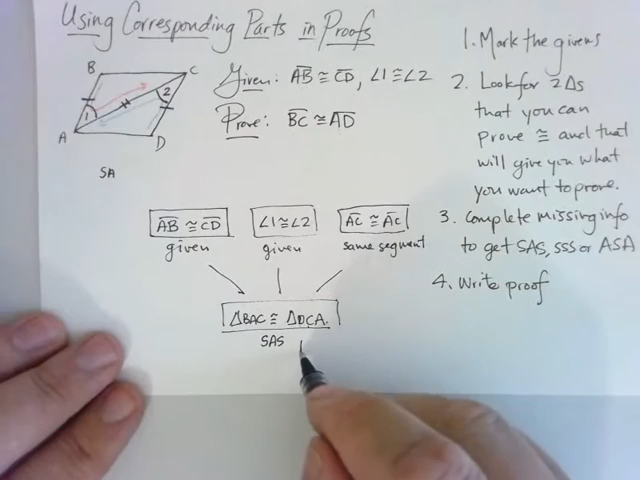 Using Corresponding Parts in Proofs
B
C
1
2
A
D
SA
Given: AB ≅ CD, ∠1 ≅ ∠2
Prove: BC ≅ AD
1. Mark the givens
2. Look for 2 Δs
that you can
prove ≅ and that
will give you what
you want to prove.
3. Complete missing info
to get SAS, SSS or ASA
4. Write proof
AB ≅ CD
given
∠1 ≅ ∠2
given
AC ≅ AC
same segment
ΔBAC ≅ ΔDCA.
SAS